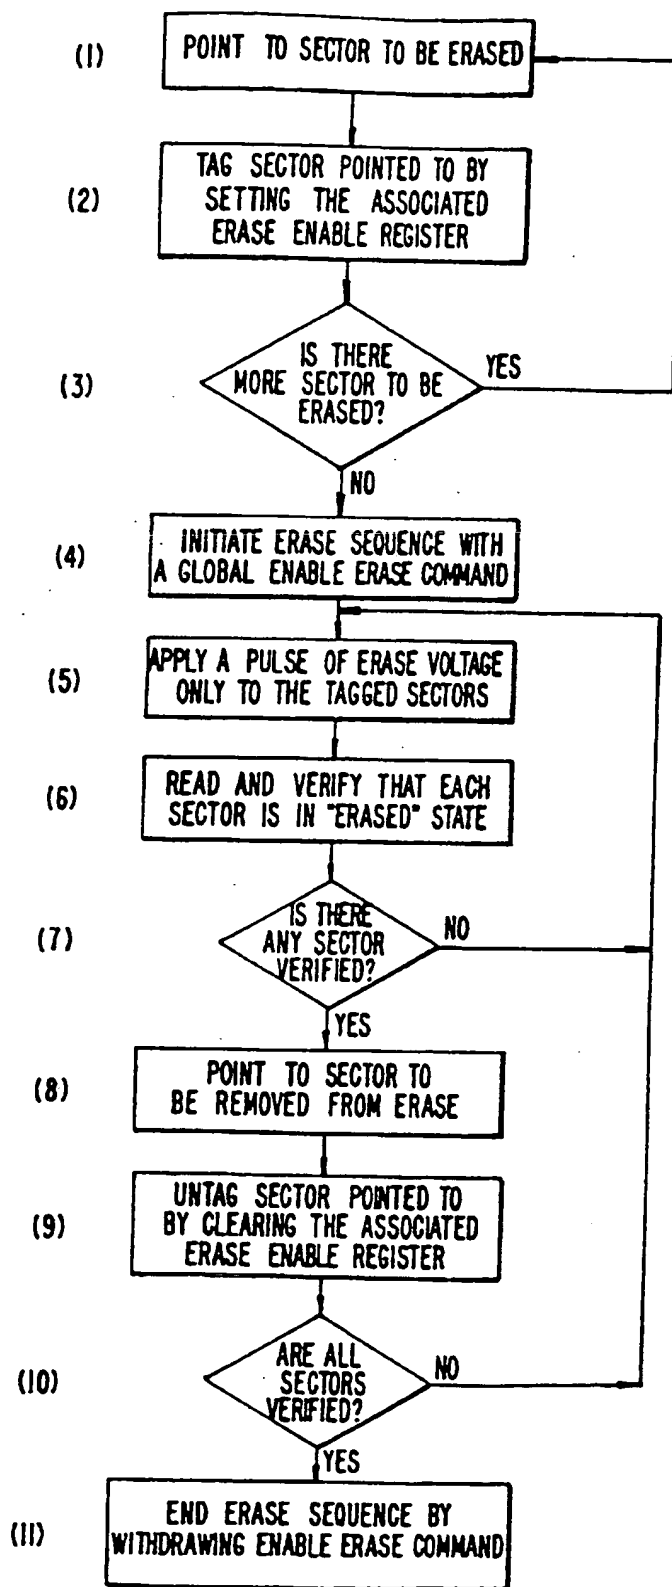 (1)
POINT TO SECTOR TO BE ERASED
(2)
TAG SECTOR POINTED TO BY
SETTING THE ASSOCIATED
ERASE ENABLE REGISTER
(3)
IS THERE
MORE SECTOR TO BE
ERASED?
YES
NO
(4)
INITIATE ERASE SEQUENCE WITH
A GLOBAL ENABLE ERASE COMMAND
(5)
APPLY A PULSE OF ERASE VOLTAGE
ONLY TO THE TAGGED SECTORS
(6)
READ AND VERIFY THAT EACH
SECTOR IS IN "ERASED" STATE
(7)
IS THERE
ANY SECTOR
VERIFIED?
NO
YES
(8)
POINT TO SECTOR TO
BE REMOVED FROM ERASE
(9)
UNTAG SECTOR POINTED TO
BY CLEARING THE ASSOCIATED
ERASE ENABLE REGISTER
(10)
ARE ALL
SECTORS
VERIFIED?
NO
YES
(11)
END ERASE SEQUENCE BY
WITHDRAWING ENABLE ERASE COMMAND